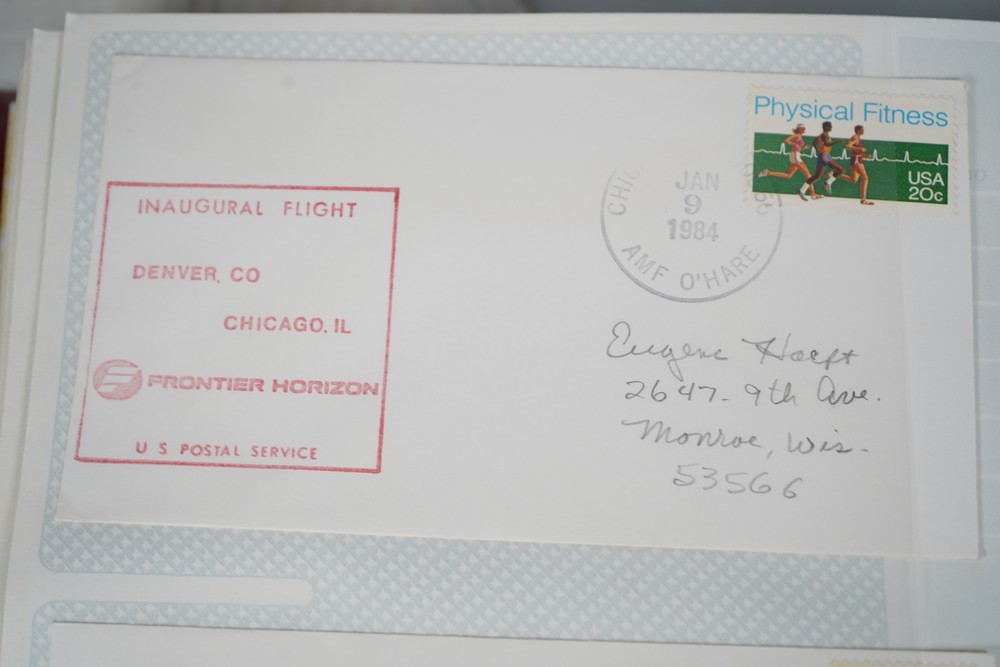 Physical Fitness
USA
20c
CHIC
JAN
9
1984
AMF O'HARE
INAUGURAL FLIGHT
DENVER, CO
CHICAGO, IL
FRONTIER HORIZON
U S POSTAL SERVICE
Eugene
2647- 9th Ave.
Monroe, Wis.
53566